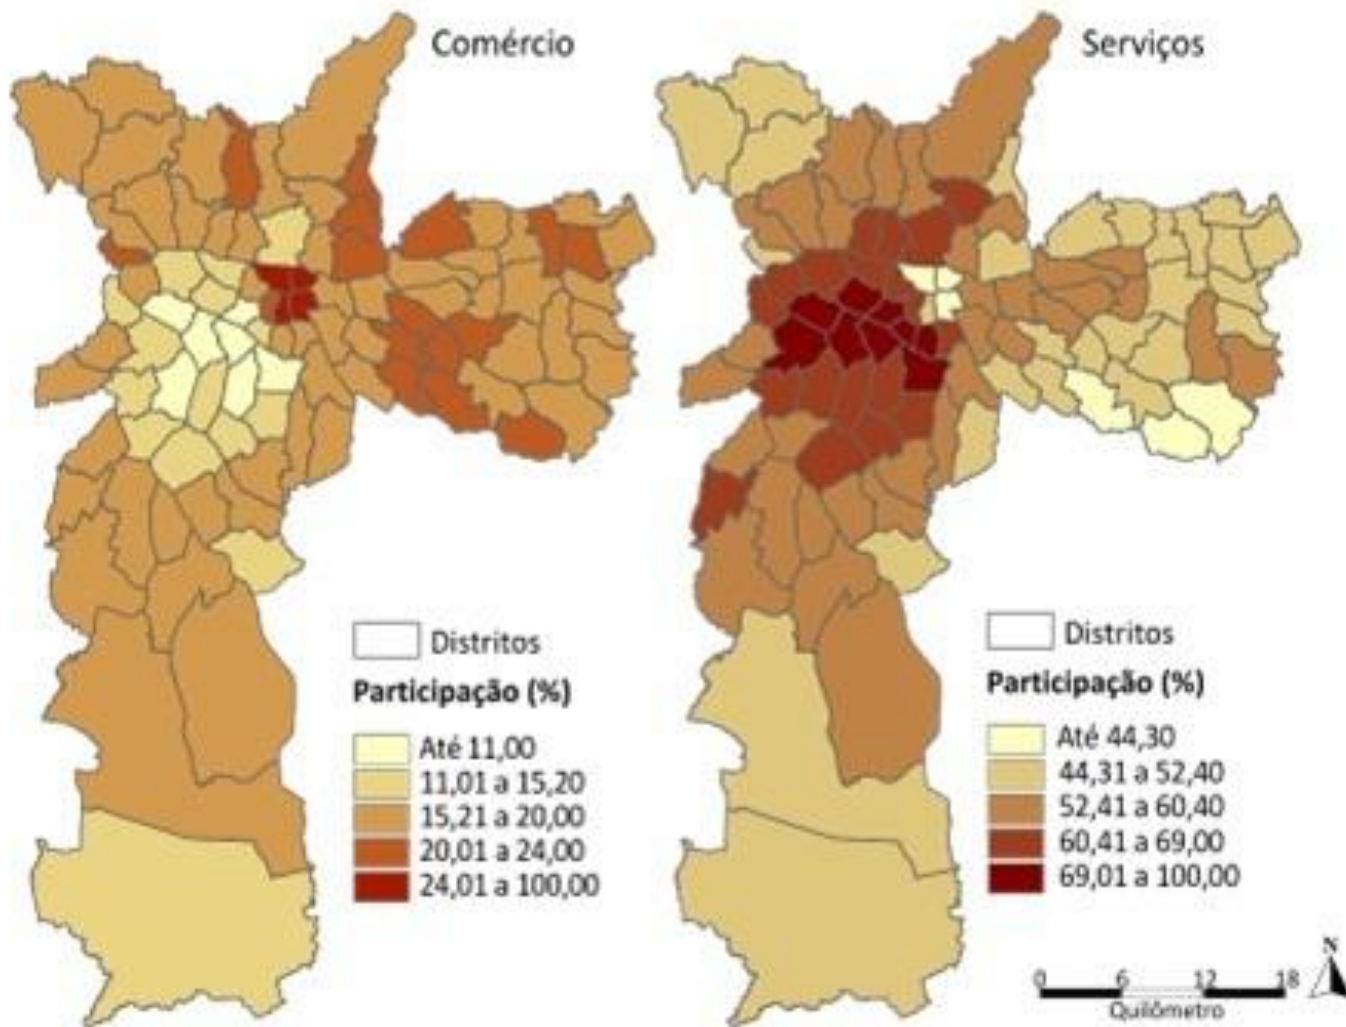 Comércio
Distritos
Participação (%)
Até 11,00
11,01 a 15,20
15,21 a 20,00
20,01 a 24,00
24,01 a 100,00
Serviços
Distritos
Participação (%)
Até 44,30
44,31 a 52,40
52,41 a 60,40
60,41 a 69,00
69,01 a 100,00
N
0 6 12 18
Quilômetro